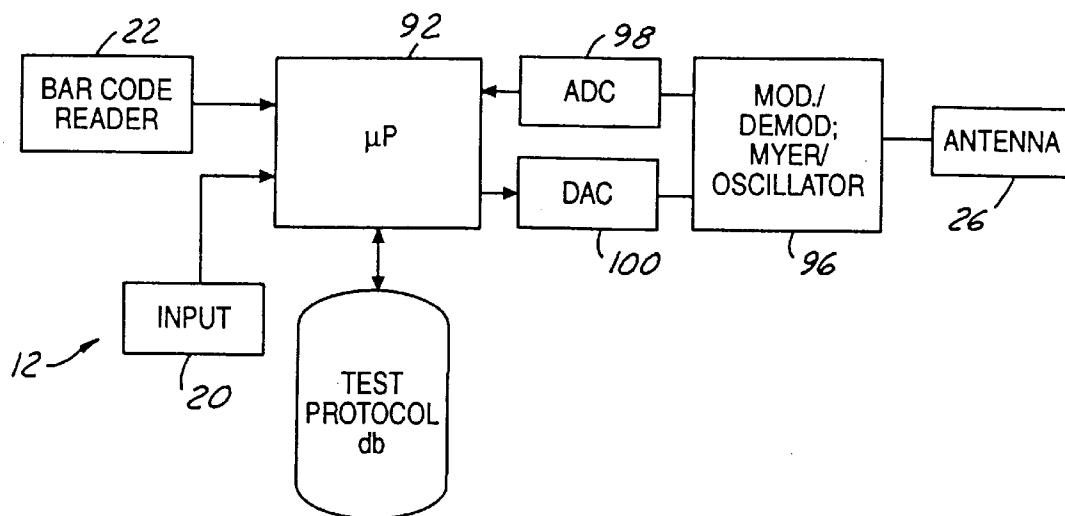 22
BAR CODE
READER
92
µP
98
ADC
MOD./
DEMOD;
MYER/
OSCILLATOR
ANTENNA
26
DAC
100
96
INPUT
20
12
TEST
PROTOCOL
db